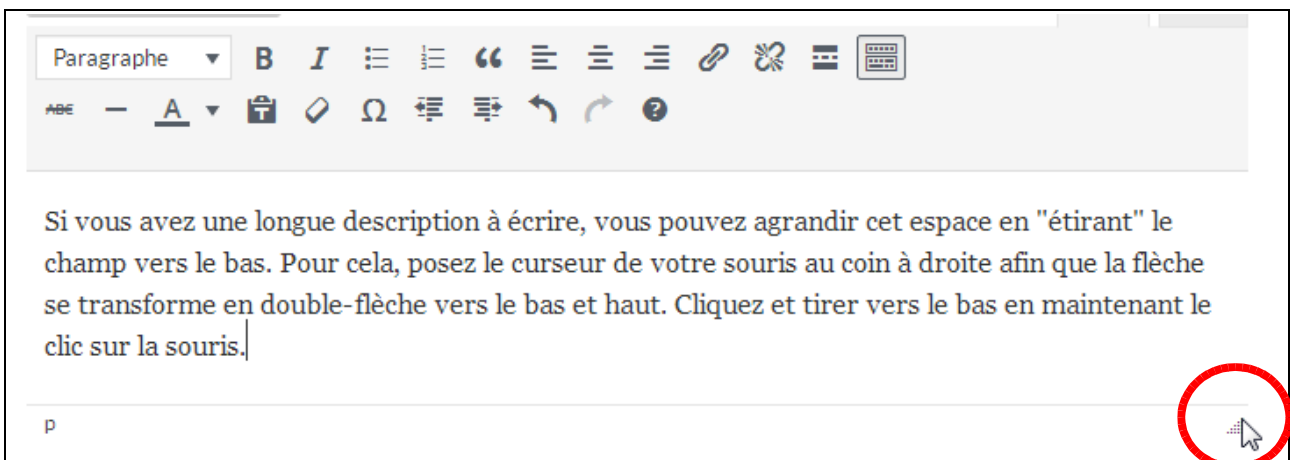 Paragraphe
B I
ABC A Ω
Si vous avez une longue description à écrire, vous pouvez agrandir cet espace en "étirant" le
champ vers le bas. Pour cela, posez le curseur de votre souris au coin à droite afin que la flèche
se transforme en double-flèche vers le bas et haut. Cliquez et tirer vers le bas en maintenant le
clic sur la souris.
p